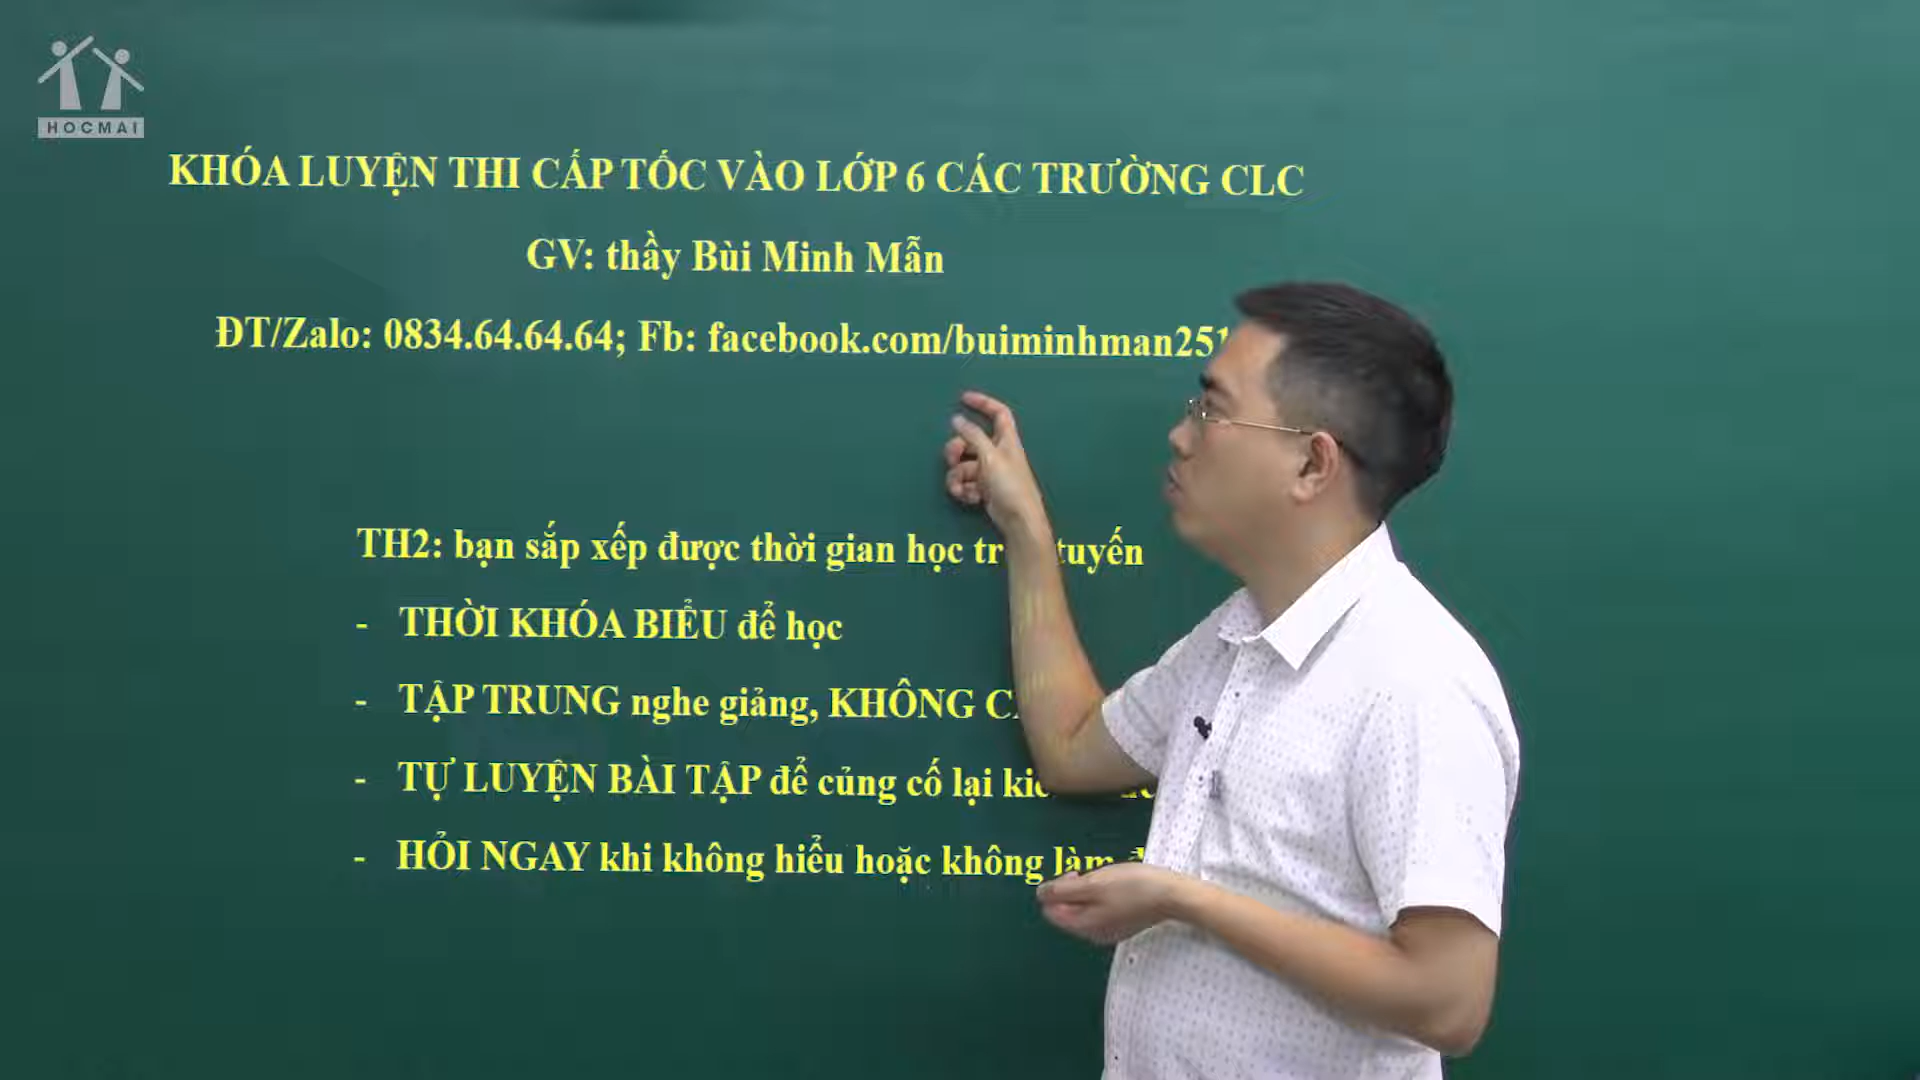 HOCMAI
KHÓA LUYỆN THI CẤP TỐC VÀO LỚP 6 CÁC TRƯỜNG CLC
GV: thầy Bùi Minh Mẫn
ĐT/Zalo: 0834.64.64.64; Fb: facebook.com/buiminhman251
TH2: bạn sắp xếp được thời gian học tuyến
- THỜI KHÓA BIỂU để học
- TẬP TRUNG nghe giảng, KHÔNG
- TỰ LUYỆN BÀI TẬP để củng cố lại
- HỎI NGAY khi không hiểu hoặc không làm